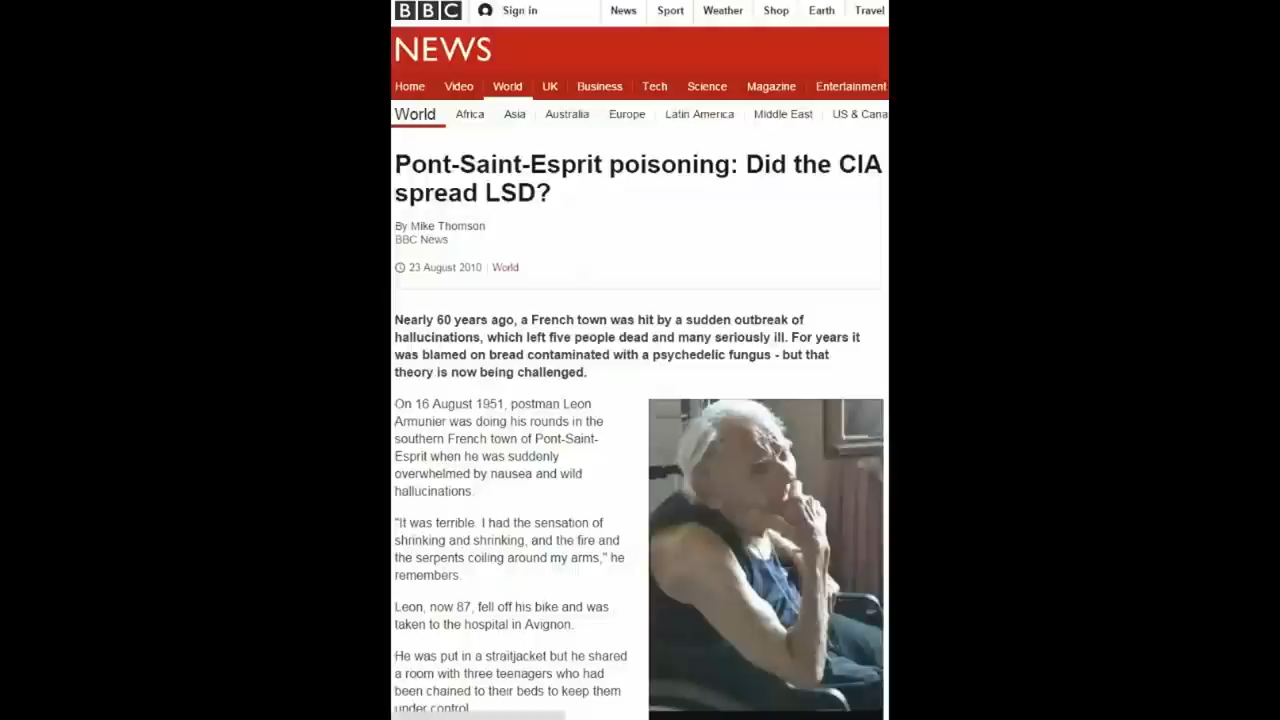 BBC Sign in News Sport Weather Shop Earth Travel
NEWS
Home Video World UK Business Tech Science Magazine Entertainment
World Africa Asia Australia Europe Latin America Middle East US & Cana
Pont-Saint-Esprit poisoning: Did the CIA
spread LSD?
By Mike Thomson
BBC News
23 August 2010 World
Nearly 60 years ago, a French town was hit by a sudden outbreak of
hallucinations, which left five people dead and many seriously ill. For years it
was blamed on bread contaminated with a psychedelic fungus - but that
theory is now being challenged.
On 16 August 1951, postman Leon
Armunier was doing his rounds in the
southern French town of Pont-Saint-
Esprit when he was suddenly
overwhelmed by nausea and wild
hallucinations.
"It was terrible. I had the sensation of
shrinking and shrinking, and the fire and
the serpents coiling around my arms," he
remembers.
Leon, now 87, fell off his bike and was
taken to the hospital in Avignon.
He was put in a straitjacket but he shared
a room with three teenagers who had
been chained to their beds to keep them
under control.